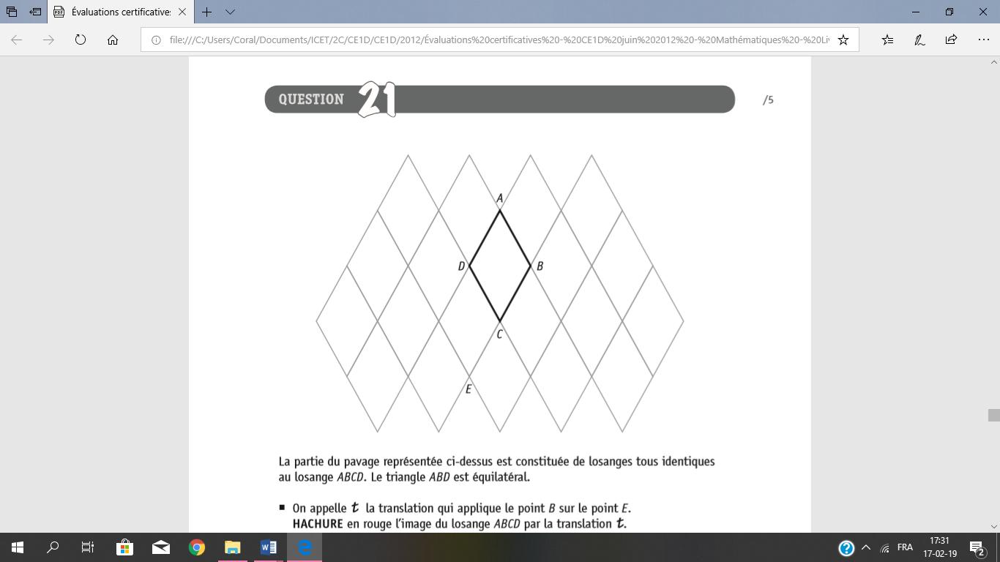 Évaluations certificative
file:///C:/Users/Coral/Documents/ICET/2C/CE1D/CE1D/2012/Évaluations%20certificatives%20-%20CE1D%20juin%202012%20-%20Mathématiques%20-%20Li
QUESTION 21
/5
A
D
B
C
E
La partie du pavage représentée ci-dessus est constituée de losanges tous identiques
au losange ABCD. Le triangle ABD est équilatéral.
▪ On appelle t la translation qui applique le point B sur le point E.
HACHURE en rouge l'image du losange ABCD par la translation t.
FRA
17:31
17-02-19
2